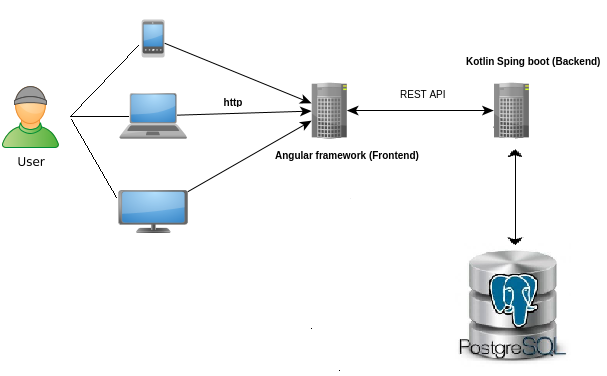 Kotlin Sping boot (Backend)
REST API
http
Angular framework (Frontend)
User
PostgreSQL